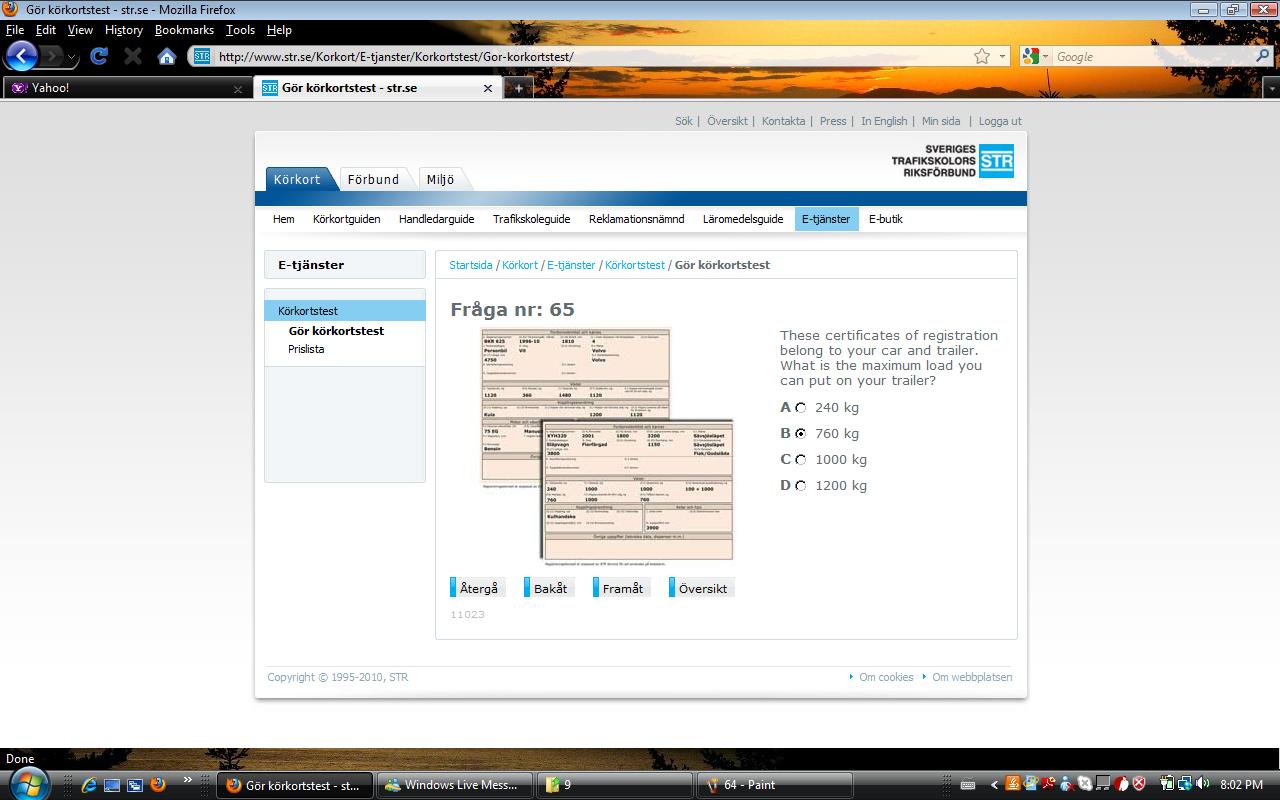 Gör körkortstest - str.se - Mozilla Firefox
File Edit View History Bookmarks Tools Help
http://www.str.se/Korkort/E-tjanster/Korkortstest/Gor-korkortstest/
Google
Yahoo!
Gör körkortstest - str.se
Sök | Översikt | Kontakta | Press | In English | Min sida | Logga ut
SVERIGES
TRAFIKSKOLORS
RIKSFÖRBUND
STR
Körkort Förbund Miljö
Hem Körkortguiden Handledarguide Trafikskoleguide Reklamationsnämnd Läromedelsguide E-tjänster E-butik
E-tjänster
Körkortstest
Gör körkortstest
Prislista
Startsida / Körkort / E-tjänster / Körkortstest / Gör körkortstest
Fråga nr: 65
BKR 625 1996-10 1810 4
Personbil Vit Volvo
4750 Volvo
1120 360 1480 1120
Kula 1200 1120
75 EG Manuell
Bensin
KYH320 2001 1800 3200 Sävsjösläpet
Släpvagn Flerfärgad 1150 Sävsjösläpet
3800 Flak/Godslåda
240 1000 1000 100 + 1000
760 1000 760
Kulhandske
3900
These certificates of registration
belong to your car and trailer.
What is the maximum load you
can put on your trailer?
A 240 kg
B 760 kg
C 1000 kg
D 1200 kg
Återgå Bakåt Framåt Översikt
11023
Copyright © 1995-2010, STR
Om cookies Om webbplatsen
Done
Gör körkortstest - st...
Windows Live Mess...
9
64 - Paint
8:02 PM